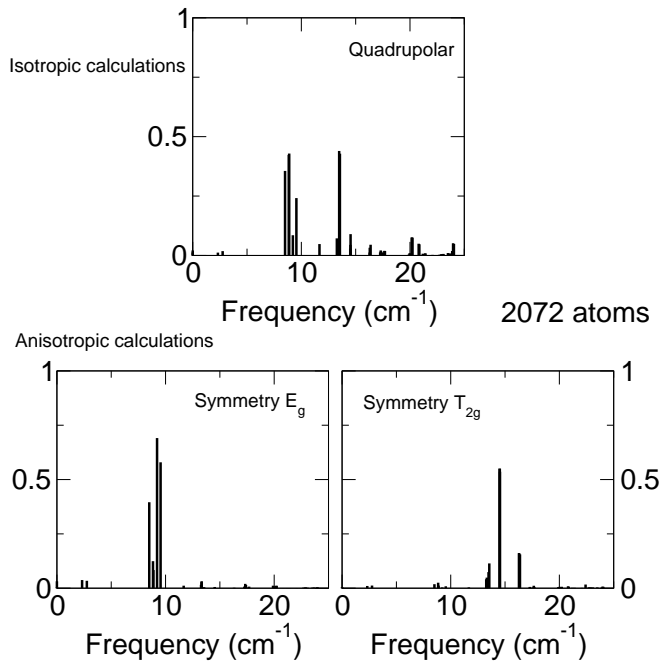 1
Isotropic calculations
Quadrupolar
0.5
0
0 10 20
Frequency (cm-1)
2072 atoms
Anisotropic calculations
1 1
Symmetry Eg Symmetry T2g
0.5 0.5
0 0
0 10 20 0 10 20
Frequency (cm-1) Frequency (cm-1)